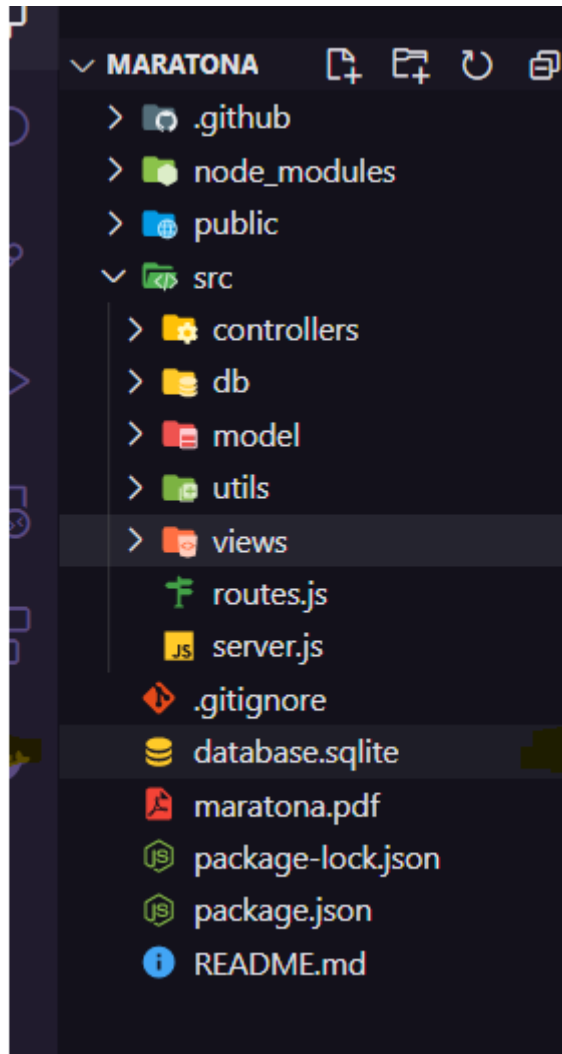 MARATONA
.github
node_modules
public
src
controllers
db
model
utils
views
routes.js
JS server.js
.gitignore
database.sqlite
maratona.pdf
package-lock.json
package.json
README.md